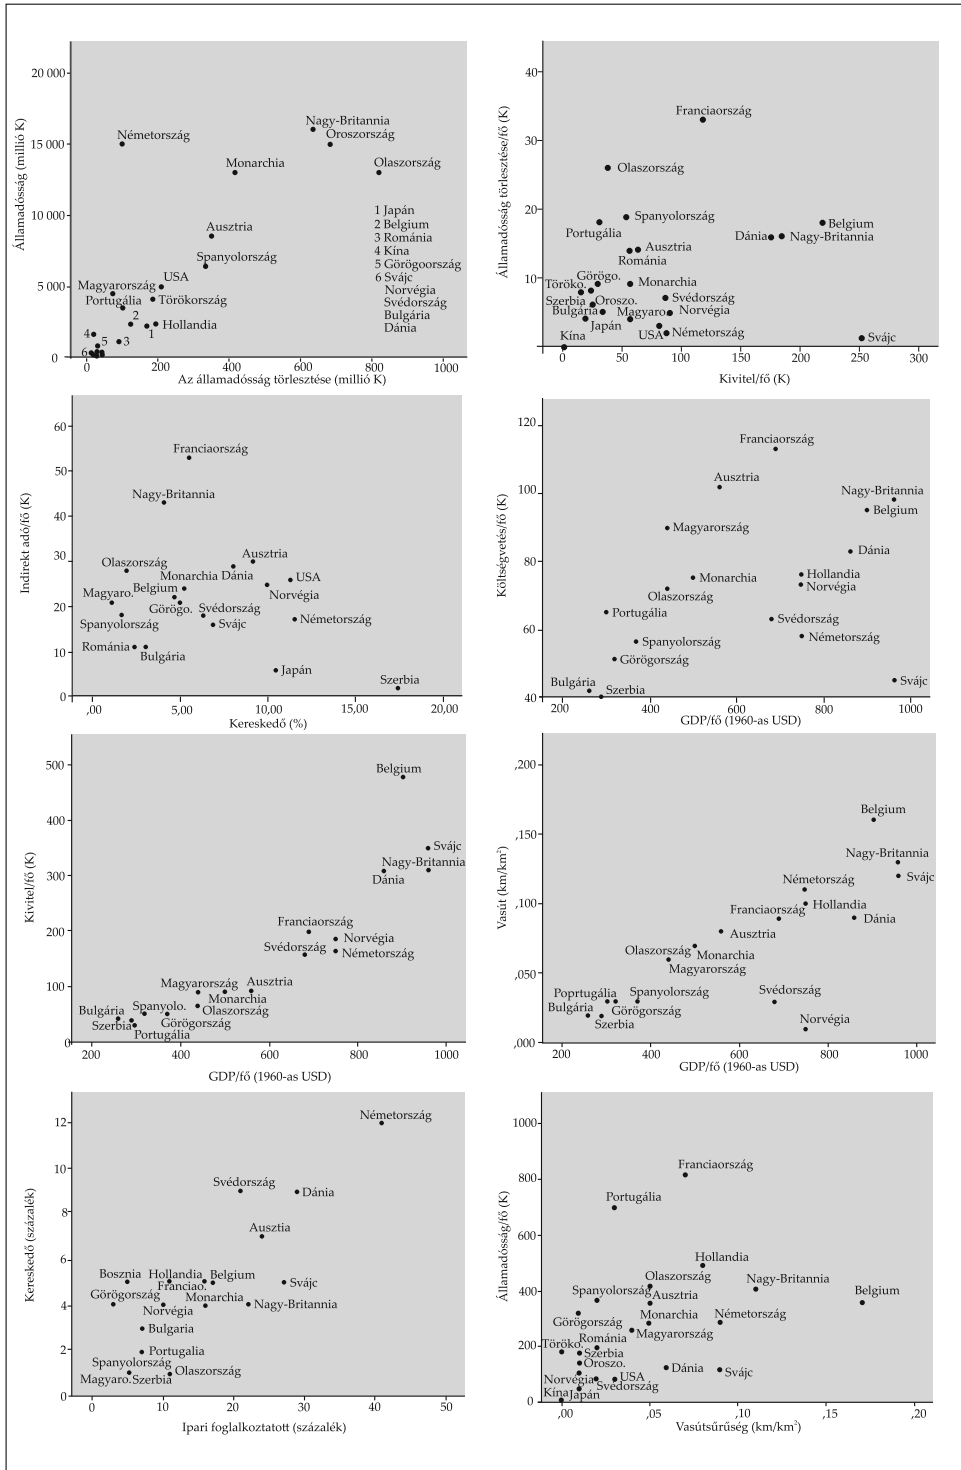 Államadósság (millió K)
20 000
15 000
10 000
5 000
0
Németország
Nagy-Britannia
Oroszország
Monarchia
Olaszország
Ausztria
Spanyolország
USA
Magyarország
Portugália
Törökország
Hollandia
2
1
3
4
5
6
1 Japán
2 Belgium
3 Románia
4 Kína
5 Görögoország
6 Svájc
Norvégia
Svédország
Bulgária
Dánia
0 200 400 600 800 1000
Az államadósság törlesztése (millió K)
Államadósság törlesztése/fő (K)
40
30
20
10
Franciaország
Olaszország
Spanyolország
Portugália
Belgium
Dánia
Nagy-Britannia
Ausztria
Románia
Görögo.
Töröko.
Monarchia
Szerbia
Oroszo.
Svédország
Bulgária
Magyaro.
Norvégia
Japán
USA
Németország
Kína
Svájc
0 50 100 150 200 250 300
Kivitel/fő (K)
Indirekt adó/fő (K)
60
50
40
30
20
10
0
Franciaország
Nagy-Britannia
Ausztria
Olaszország
Monarchia
Dánia
USA
Magyaro.
Belgium
Norvégia
Görögo.
Svédország
Spanyolország
Svájc
Németország
Románia
Bulgária
Japán
Szerbia
,00 5,00 10,00 15,00 20,00
Kereskedő (%)
Költségvetés/fő (K)
120
100
80
60
40
Franciaország
Ausztria
Nagy-Britannia
Belgium
Magyarország
Dánia
Monarchia
Hollandia
Norvégia
Olaszország
Portugália
Svédország
Németország
Spanyolország
Görögország
Bulgária
Szerbia
Svájc
200 400 600 800 1000
GDP/fő (1960-as USD)
Kivitel/fő (K)
500
400
300
200
100
0
Belgium
Svájc
Nagy-Britannia
Dánia
Franciaország
Norvégia
Svédország
Németország
Magyarország
Ausztria
Monarchia
Bulgária
Spanyolo.
Olaszország
Szerbia
Görögország
Portugália
200 400 600 800 1000
GDP/fő (1960-as USD)
Vasút (km/km²)
,200
,150
,100
,050
,000
Belgium
Nagy-Britannia
Svájc
Németország
Franciaország
Hollandia
Dánia
Ausztria
Olaszország
Monarchia
Magyarország
Poprtugália
Spanyolország
Svédország
Bulgária
Görögország
Szerbia
Norvégia
200 400 600 800 1000
GDP/fő (1960-as USD)
Kereskedő (százalék)
12
10
8
6
4
2
0
Németország
Svédország
Dánia
Ausztia
Bosznia
Hollandia
Belgium
Svájc
Franciao.
Görögország
Monarchia
Norvégia
Nagy-Britannia
Bulgaria
Portugalia
Spanyolország
Olaszország
Magyaro.
Szerbia
0 10 20 30 40 50
Ipari foglalkoztatott (százalék)
Államadósság/fő (K)
1000
800
600
400
200
0
Franciaország
Portugália
Hollandia
Olaszország
Nagy-Britannia
Spanyolország
Ausztria
Belgium
Görögország
Monarchia
Németország
Románia
Magyarország
Töröko.
Szerbia
Oroszo.
Dánia
Svájc
Norvégia
USA
Svédország
Kína
Japán
,00 ,05 ,10 ,15 ,20
Vasútsűrűség (km/km²)